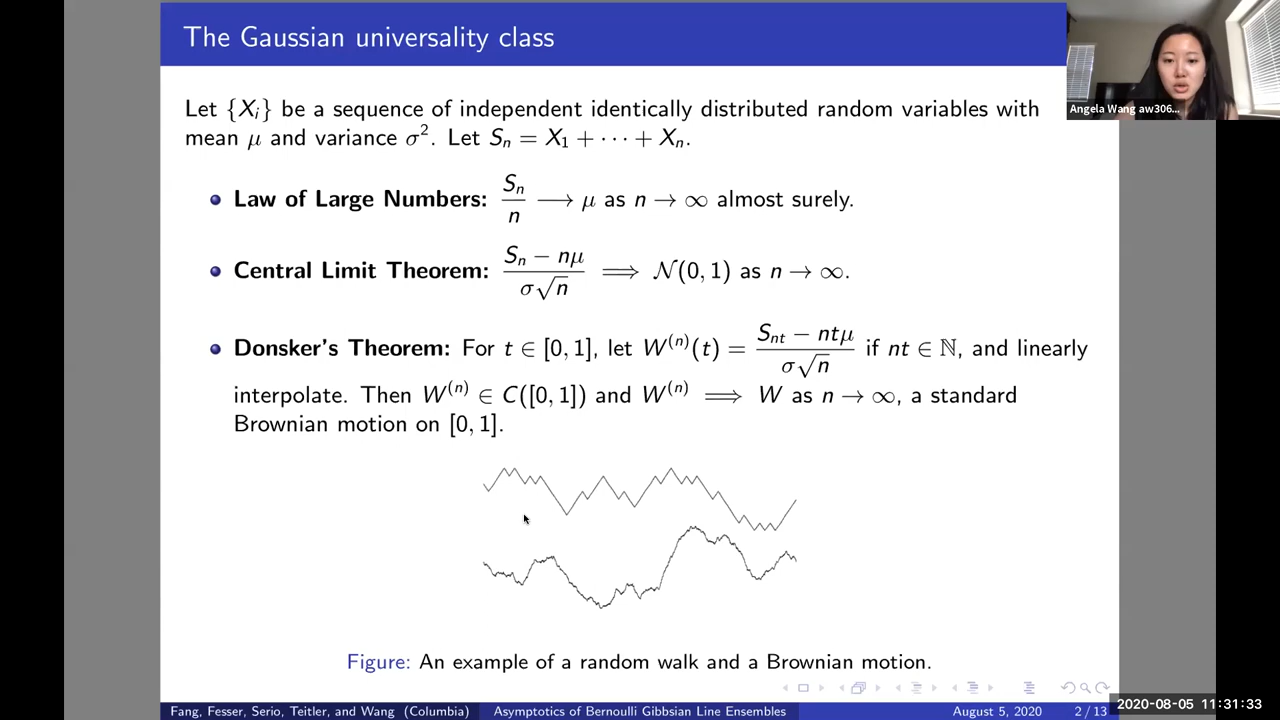 The Gaussian universality class
Angela Wang aw306...
Let {X_i} be a sequence of independent identically distributed random variables with
mean μ and variance σ². Let S_n = X_1 + ⋯ + X_n.
Law of Large Numbers: S_n/n ⟶ μ as n → ∞ almost surely.
Central Limit Theorem: (S_n − nμ)/(σ√n) ⟹ 𝒩(0, 1) as n → ∞.
Donsker's Theorem: For t ∈ [0, 1], let W^(n)(t) = (S_nt − ntμ)/(σ√n) if nt ∈ ℕ, and linearly
interpolate. Then W^(n) ∈ C([0, 1]) and W^(n) ⟹ W as n → ∞, a standard
Brownian motion on [0, 1].
Figure: An example of a random walk and a Brownian motion.
Fang, Fesser, Serio, Teitler, and Wang (Columbia) Asymptotics of Bernoulli Gibbsian Line Ensembles August 5, 2020 2 / 13
2020-08-05 11:31:33